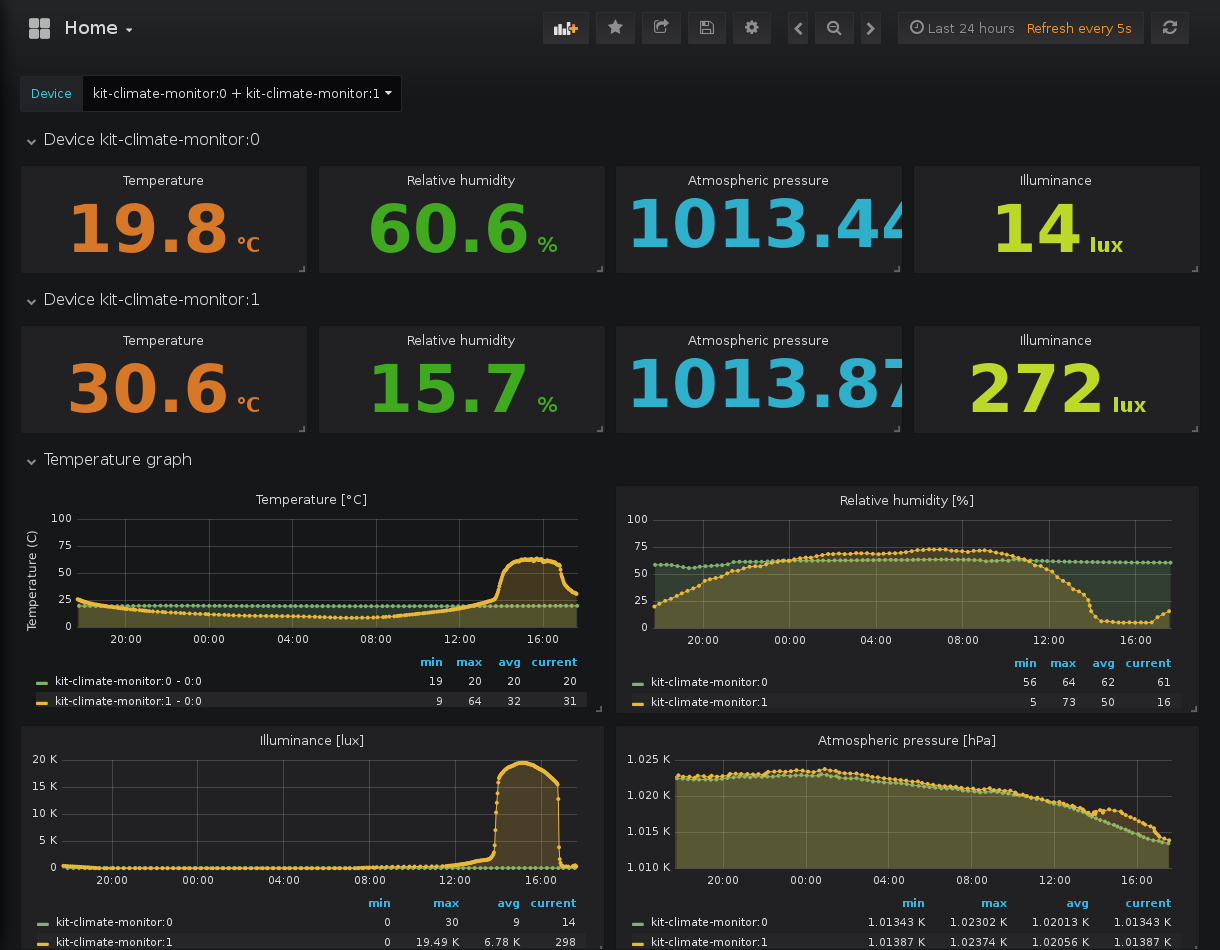 Home
Last 24 hours Refresh every 5s
Device kit-climate-monitor:0 + kit-climate-monitor:1
Device kit-climate-monitor:0
Temperature Relative humidity Atmospheric pressure Illuminance
19.8 °C 60.6 % 1013.44 14 lux
Device kit-climate-monitor:1
Temperature Relative humidity Atmospheric pressure Illuminance
30.6 °C 15.7 % 1013.87 272 lux
Temperature graph
Temperature [°C]
Temperature (C)
100
75
50
25
0
20:00 00:00 04:00 08:00 12:00 16:00
min max avg current
kit-climate-monitor:0 - 0:0 19 20 20 20
kit-climate-monitor:1 - 0:0 9 64 32 31
Relative humidity [%]
100
75
50
25
0
20:00 00:00 04:00 08:00 12:00 16:00
min max avg current
kit-climate-monitor:0 56 64 62 61
kit-climate-monitor:1 5 73 50 16
Illuminance [lux]
20 K
15 K
10 K
5 K
0
20:00 00:00 04:00 08:00 12:00 16:00
min max avg current
kit-climate-monitor:0 0 30 9 14
kit-climate-monitor:1 0 19.49 K 6.78 K 298
Atmospheric pressure [hPa]
1.025 K
1.020 K
1.015 K
1.010 K
20:00 00:00 04:00 08:00 12:00 16:00
min max avg current
kit-climate-monitor:0 1.01343 K 1.02302 K 1.02013 K 1.01343 K
kit-climate-monitor:1 1.01387 K 1.02374 K 1.02056 K 1.01387 K